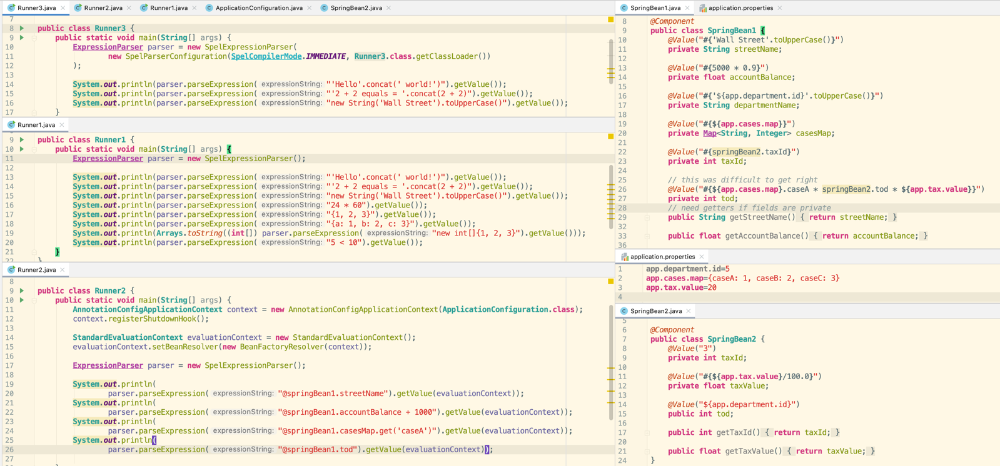 Runner3.java Runner2.java Runner1.java ApplicationConfiguration.java SpringBean2.java
7
8 public class Runner3 {
9 public static void main(String[] args) {
10 ExpressionParser parser = new SpelExpressionParser(
11 new SpelParserConfiguration(SpelCompilerMode.IMMEDIATE, Runner3.class.getClassLoader())
12 );
13
14 System.out.println(parser.parseExpression( expressionString: "'Hello'.concat(' world!')").getValue());
15 System.out.println(parser.parseExpression( expressionString: "'2 + 2 equals = '.concat(2 + 2)").getValue());
16 System.out.println(parser.parseExpression( expressionString: "new String('Wall Street').toUpperCase()").getValue());
17 }
Runner1.java
9 public class Runner1 {
10 public static void main(String[] args) {
11 ExpressionParser parser = new SpelExpressionParser();
12
13 System.out.println(parser.parseExpression( expressionString: "'Hello'.concat(' world!')").getValue());
14 System.out.println(parser.parseExpression( expressionString: "'2 + 2 equals = '.concat(2 + 2)").getValue());
15 System.out.println(parser.parseExpression( expressionString: "new String('Wall Street').toUpperCase()").getValue());
16 System.out.println(parser.parseExpression( expressionString: "24 * 60").getValue());
17 System.out.println(parser.parseExpression( expressionString: "{1, 2, 3}").getValue());
18 System.out.println(parser.parseExpression( expressionString: "{a: 1, b: 2, c: 3}").getValue());
19 System.out.println(Arrays.toString((int[]) parser.parseExpression( expressionString: "new int[]{1, 2, 3}").getValue()));
20 System.out.println(parser.parseExpression( expressionString: "5 < 10").getValue());
21 }
22 }
Runner2.java
8
9 public class Runner2 {
10 public static void main(String[] args) {
11 AnnotationConfigApplicationContext context = new AnnotationConfigApplicationContext(ApplicationConfiguration.class);
12 context.registerShutdownHook();
13
14 StandardEvaluationContext evaluationContext = new StandardEvaluationContext();
15 evaluationContext.setBeanResolver(new BeanFactoryResolver(context));
16
17 ExpressionParser parser = new SpelExpressionParser();
18
19 System.out.println(
20 parser.parseExpression( expressionString: "@springBean1.streetName").getValue(evaluationContext));
21 System.out.println(
22 parser.parseExpression( expressionString: "@springBean1.accountBalance + 1000").getValue(evaluationContext));
23 System.out.println(
24 parser.parseExpression( expressionString: "@springBean1.casesMap.get('caseA')").getValue(evaluationContext));
25 System.out.println(
26 parser.parseExpression( expressionString: "@springBean1.tod").getValue(evaluationContext));
27
SpringBean1.java application.properties
8 @Component
9 public class SpringBean1 {
10 @Value("#{'Wall Street'.toUpperCase()}")
11 private String streetName;
12
13 @Value("#{5000 * 0.9}")
14 private float accountBalance;
15
16 @Value("#{'${app.department.id}'.toUpperCase()}")
17 private String departmentName;
18
19 @Value("#{${app.cases.map}}")
20 private Map<String, Integer> casesMap;
21
22 @Value("#{springBean2.taxId}")
23 private int taxId;
24
25 // this was difficult to get right
26 @Value("#{${app.cases.map}.caseA * springBean2.tod * ${app.tax.value}}")
27 private int tod;
28 // need getters if fields are private
29 public String getStreetName() { return streetName; }
32
33 public float getAccountBalance() { return accountBalance; }
36
application.properties
1 app.department.id=5
2 app.cases.map={caseA: 1, caseB: 2, caseC: 3}
3 app.tax.value=20
4
SpringBean2.java
5
6 @Component
7 public class SpringBean2 {
8 @Value("3")
9 private int taxId;
10
11 @Value("#{${app.tax.value}/100.0}")
12 private float taxValue;
13
14 @Value("${app.department.id}")
15 public int tod;
16
17 public int getTaxId() { return taxId; }
20
21 public float getTaxValue() { return taxValue; }
24 }